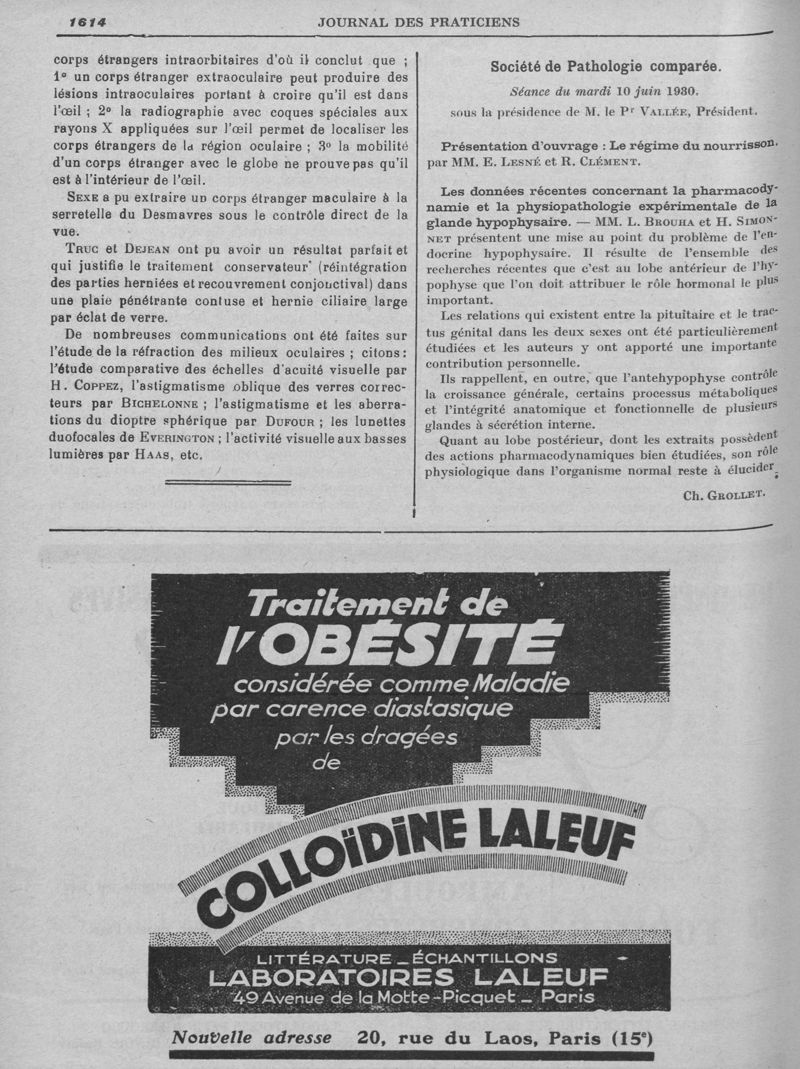 1614
JOURNAL DES PRATICIENS
corps étrangers intraorbitaires d'où il conclut que ;
1° un corps étranger extraoculaire peut produire des
lésions intraoculaires portant à croire qu'il est dans
l'œil ; 2° la radiographie avec coques spéciales aux
rayons X appliquées sur l'œil permet de localiser les
corps étrangers de la région oculaire ; 3° la mobilité
d'un corps étranger avec le globe ne prouve pas qu'il
est à l'intérieur de l'œil.
SEXE a pu extraire un corps étranger maculaire à la
serretelle du Desmavres sous le contrôle direct de la
vue.
TRUC et DEJEAN ont pu avoir un résultat parfait et
qui justifie le traitement conservateur (réintégration
des parties herniées et recouvrement conjonctival) dans
une plaie pénétrante contuse et hernie ciliaire large
par éclat de verre.
De nombreuses communications ont été faites sur
l'étude de la réfraction des milieux oculaires ; citons :
l'étude comparative des échelles d'acuité visuelle par
H. COPPEZ, l'astigmatisme oblique des verres correc-
teurs par BICHELONNE ; l'astigmatisme et les aberra-
tions du dioptre sphérique par DUFOUR ; les lunettes
duofocales de EVERINGTON ; l'activité visuelle aux basses
lumières par HAAS, etc.
Société de Pathologie comparée.
Séance du mardi 10 juin 1930.
sous la présidence de M. le Pr VALLÉE, Président.
Présentation d'ouvrage : Le régime du nourrisson.
par MM. E. LESNÉ et R. CLÉMENT.
Les données récentes concernant la pharmacody-
namie et la physiopathologie expérimentale de la
glande hypophysaire. — MM. L. BROUHA et H. SIMON-
NET présentent une mise au point du problème de l'en-
docrine hypophysaire. Il résulte de l'ensemble des
recherches récentes que c'est au lobe antérieur de l'hy-
pophyse que l'on doit attribuer le rôle hormonal le plus
important.
Les relations qui existent entre la pituitaire et le trac-
tus génital dans les deux sexes ont été particulièrement
étudiées et les auteurs y ont apporté une importante
contribution personnelle.
Ils rappellent, en outre, que l'antehypophyse contrôle
la croissance générale, certains processus métaboliques
et l'intégrité anatomique et fonctionnelle de plusieurs
glandes à sécrétion interne.
Quant au lobe postérieur, dont les extraits possèdent
des actions pharmacodynamiques bien étudiées, son rôle
physiologique dans l'organisme normal reste à élucider.
Ch. GROLLET.
Traitement de
l'OBÉSITÉ
considérée comme Maladie
par carence diastasique
par les dragées
de
COLLOÏDINE LALEUF
LITTÉRATURE _ ÉCHANTILLONS
LABORATOIRES LALEUF
49 Avenue de la Motte-Picquet _ Paris
Nouvelle adresse 20, rue du Laos, Paris (15e)